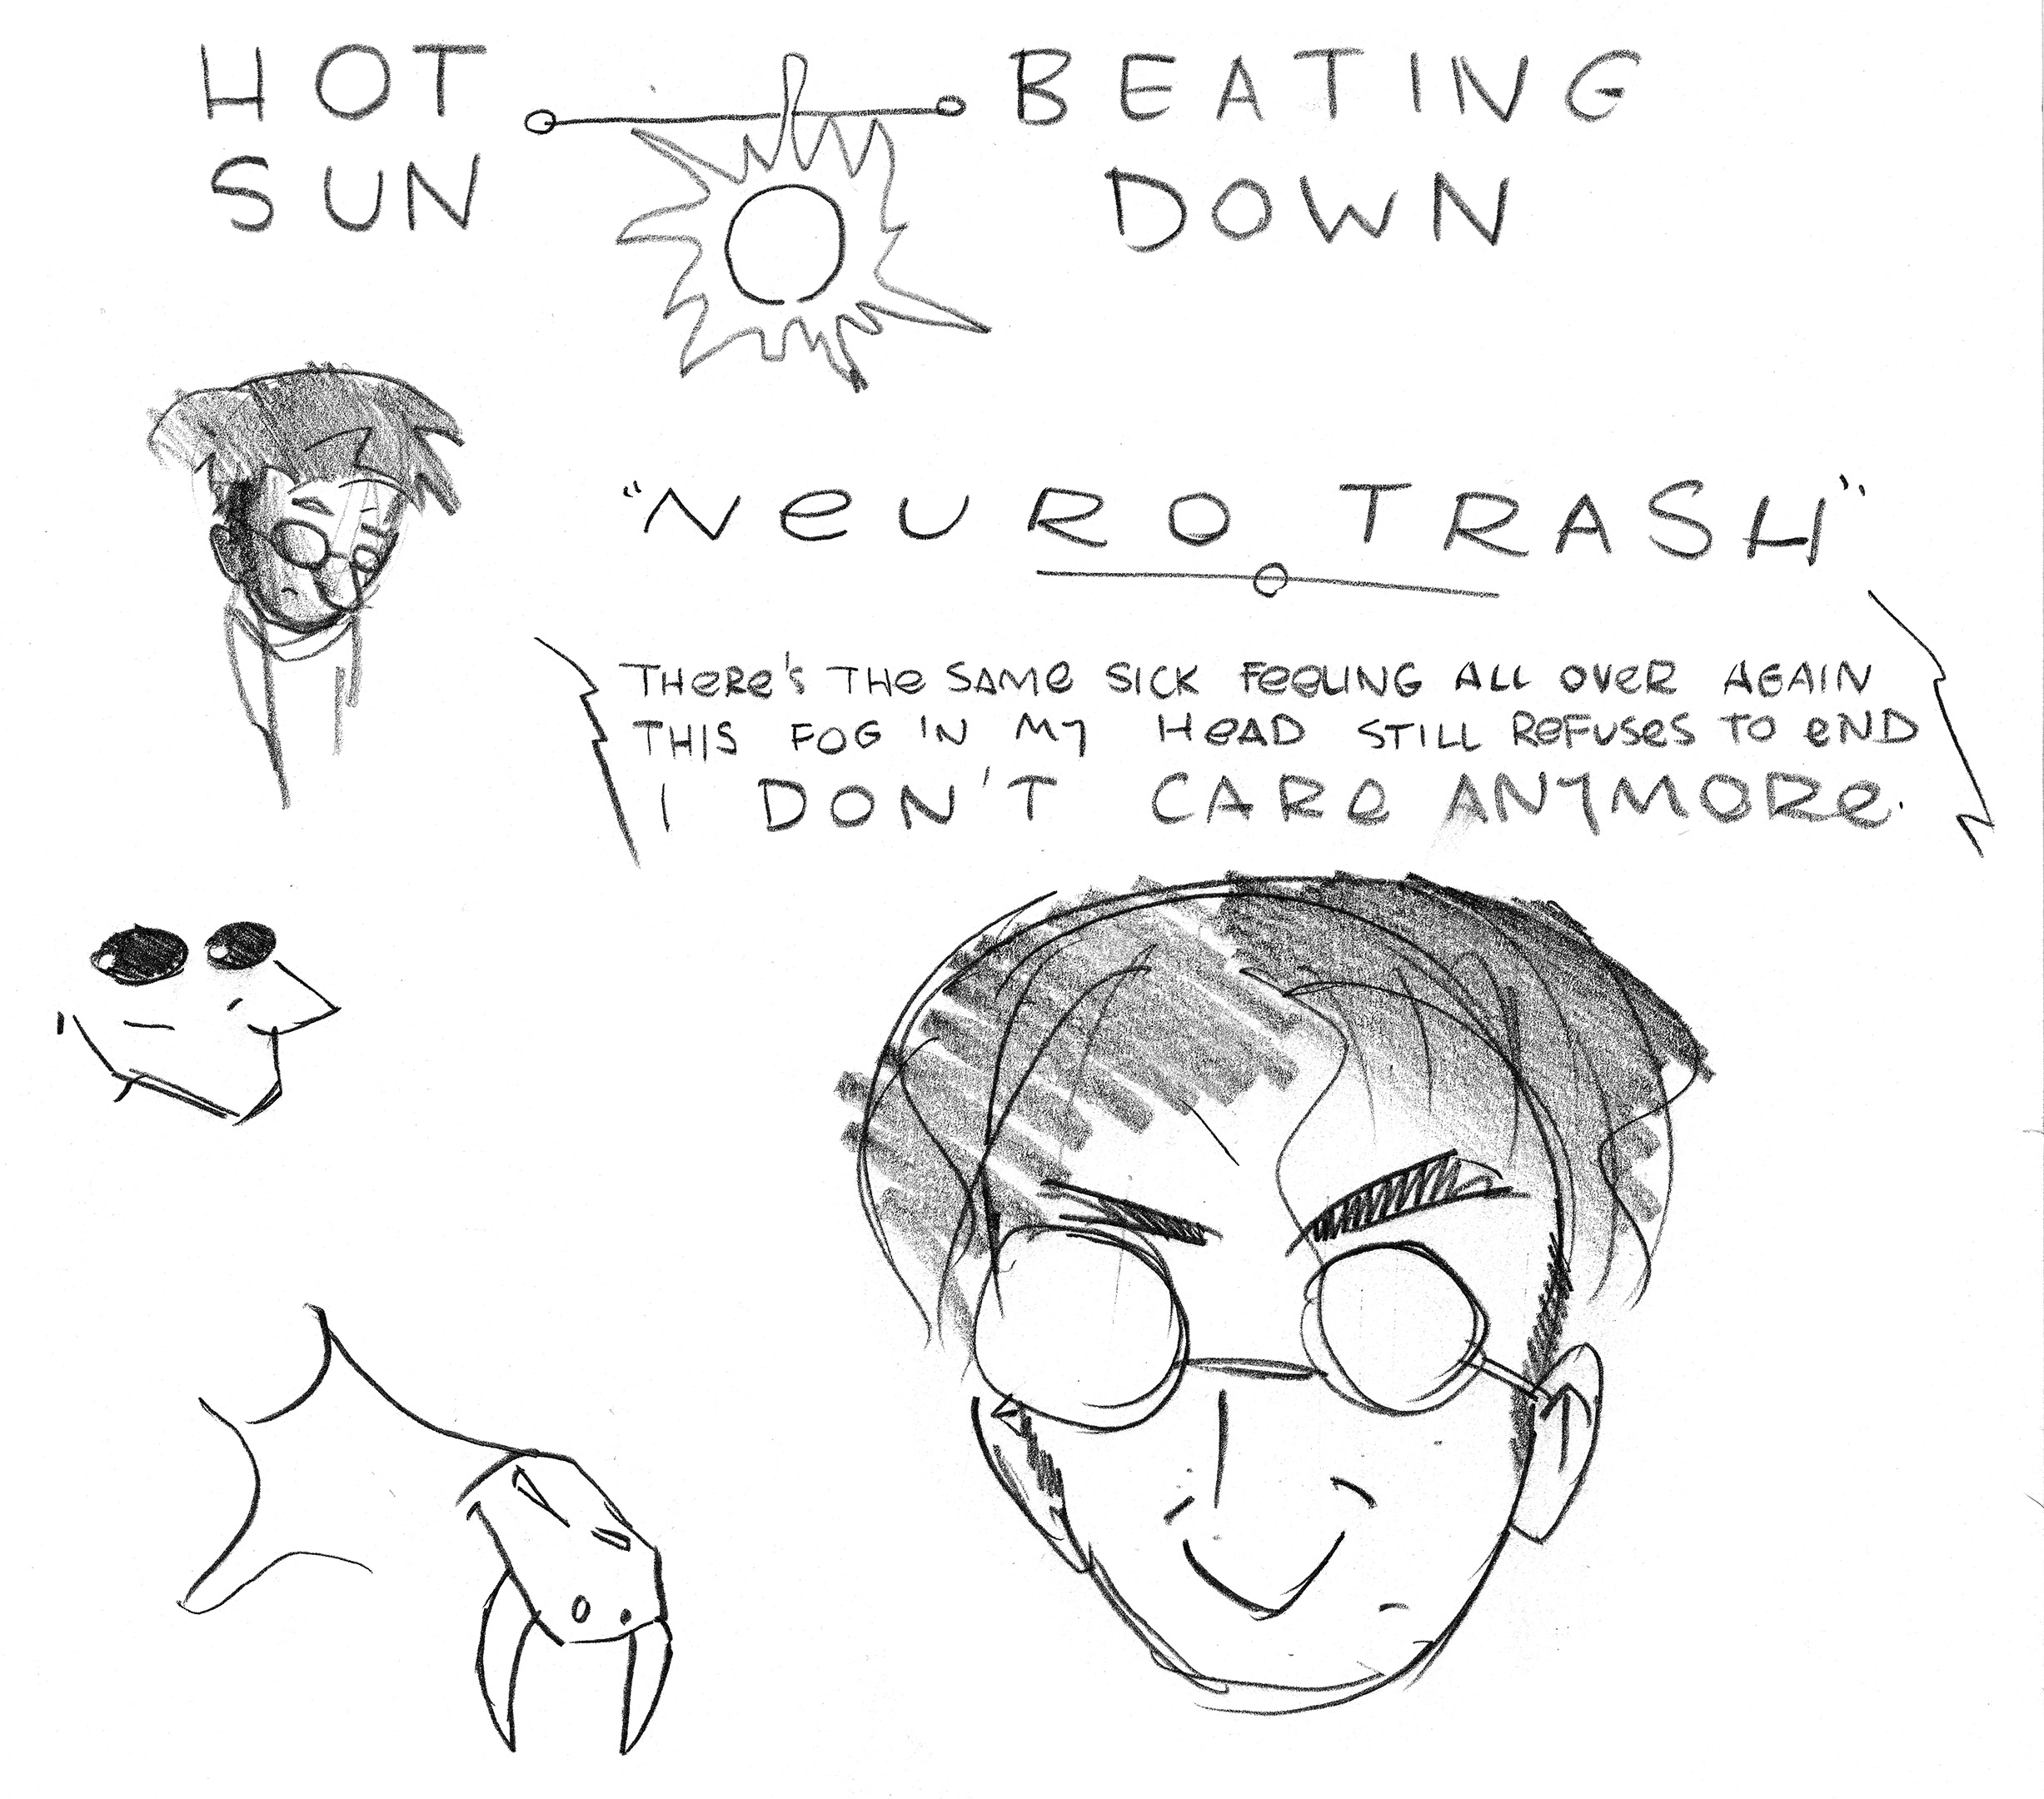 HOT BEATING
SUN DOWN
"NeURO TRASH"
THeRe's THe SAMe SICK FeeLING ALL OVeR AGAIN
THIS FOG IN MY HeAD STILL ReFUSeS TO eND
I DON'T CARe ANYMORe.